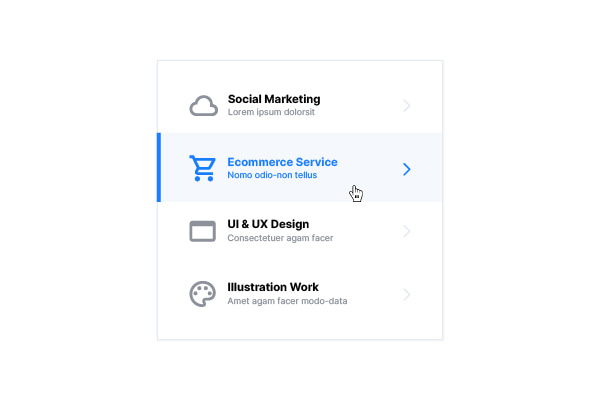 Social Marketing
Lorem ipsum dolorsit
Ecommerce Service
Nomo odio-non tellus
UI & UX Design
Consectetuer agam facer
Illustration Work
Amet agam facer modo-data